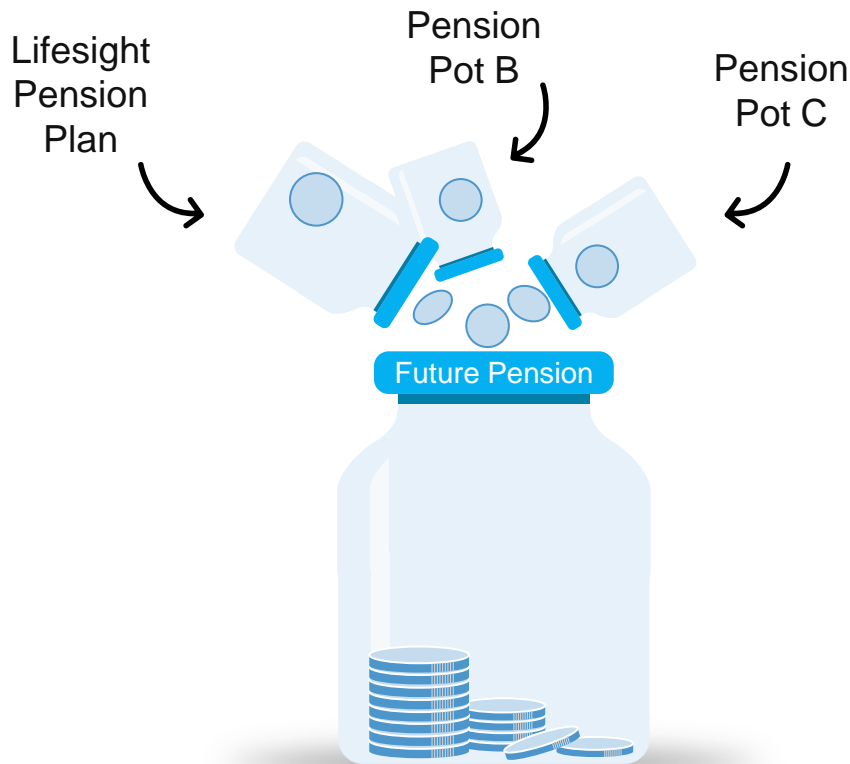 Lifesight
Pension
Plan
Pension
Pot B
Pension
Pot C
Future Pension